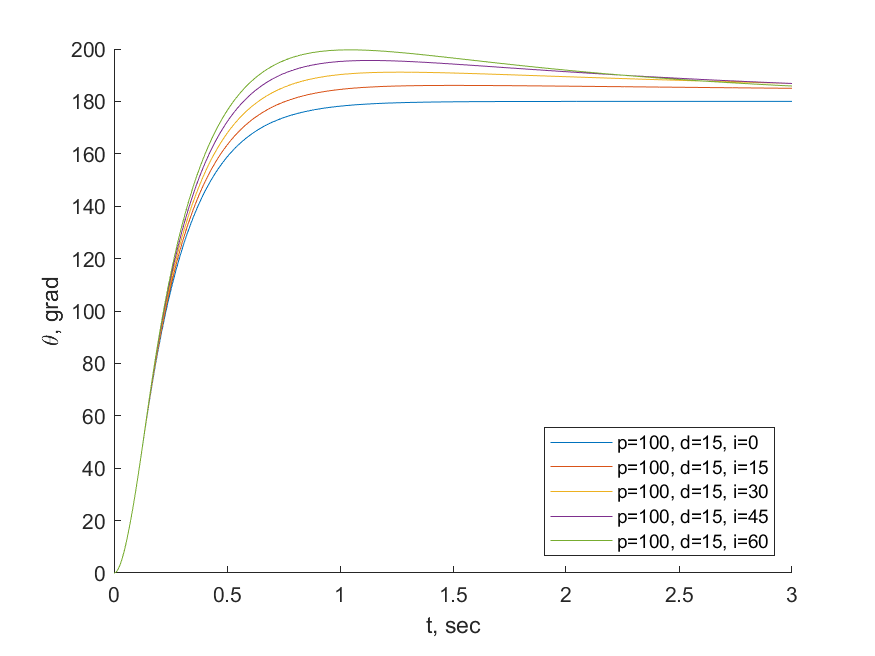 200
180
160
140
120
100
80
60
40
20
0
θ, grad
p=100, d=15, i=0
p=100, d=15, i=15
p=100, d=15, i=30
p=100, d=15, i=45
p=100, d=15, i=60
0 0.5 1 1.5 2 2.5 3
t, sec